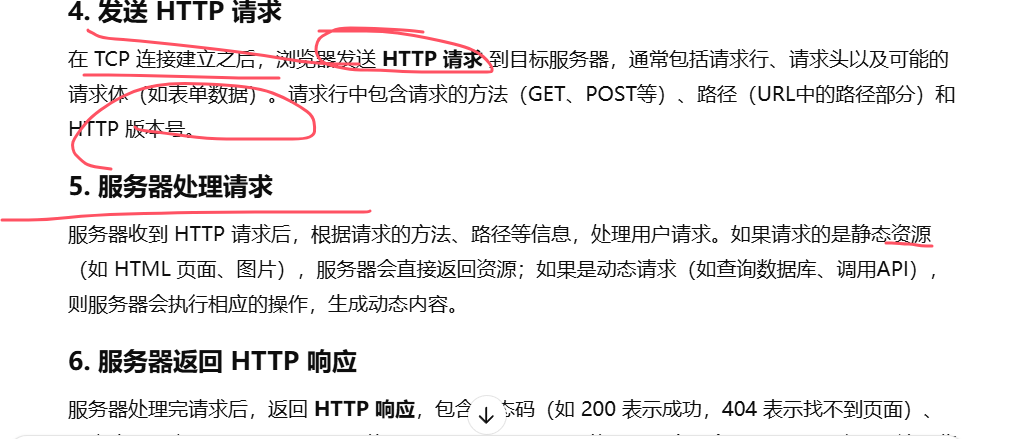 4. 发送 HTTP 请求
在 TCP 连接建立之后，浏览器发送 HTTP 请求 到目标服务器，通常包括请求行、请求头以及可能的
请求体（如表单数据）。请求行中包含请求的方法（GET、POST等）、路径（URL中的路径部分）和
HTTP 版本号。
5. 服务器处理请求
服务器收到 HTTP 请求后，根据请求的方法、路径等信息，处理用户请求。如果请求的是静态资源
（如 HTML 页面、图片），服务器会直接返回资源；如果是动态请求（如查询数据库、调用API），
则服务器会执行相应的操作，生成动态内容。
6. 服务器返回 HTTP 响应
服务器处理完请求后，返回 HTTP 响应，包含态码（如 200 表示成功，404 表示找不到页面）、